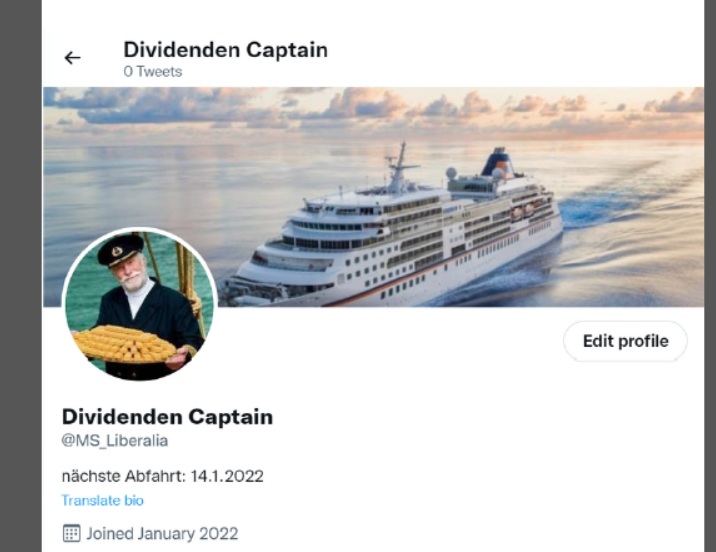 Dividenden Captain
0 Tweets
Edit profile
Dividenden Captain
@MS_Liberalia
nächste Abfahrt: 14.1.2022
Translate bio
Joined January 2022